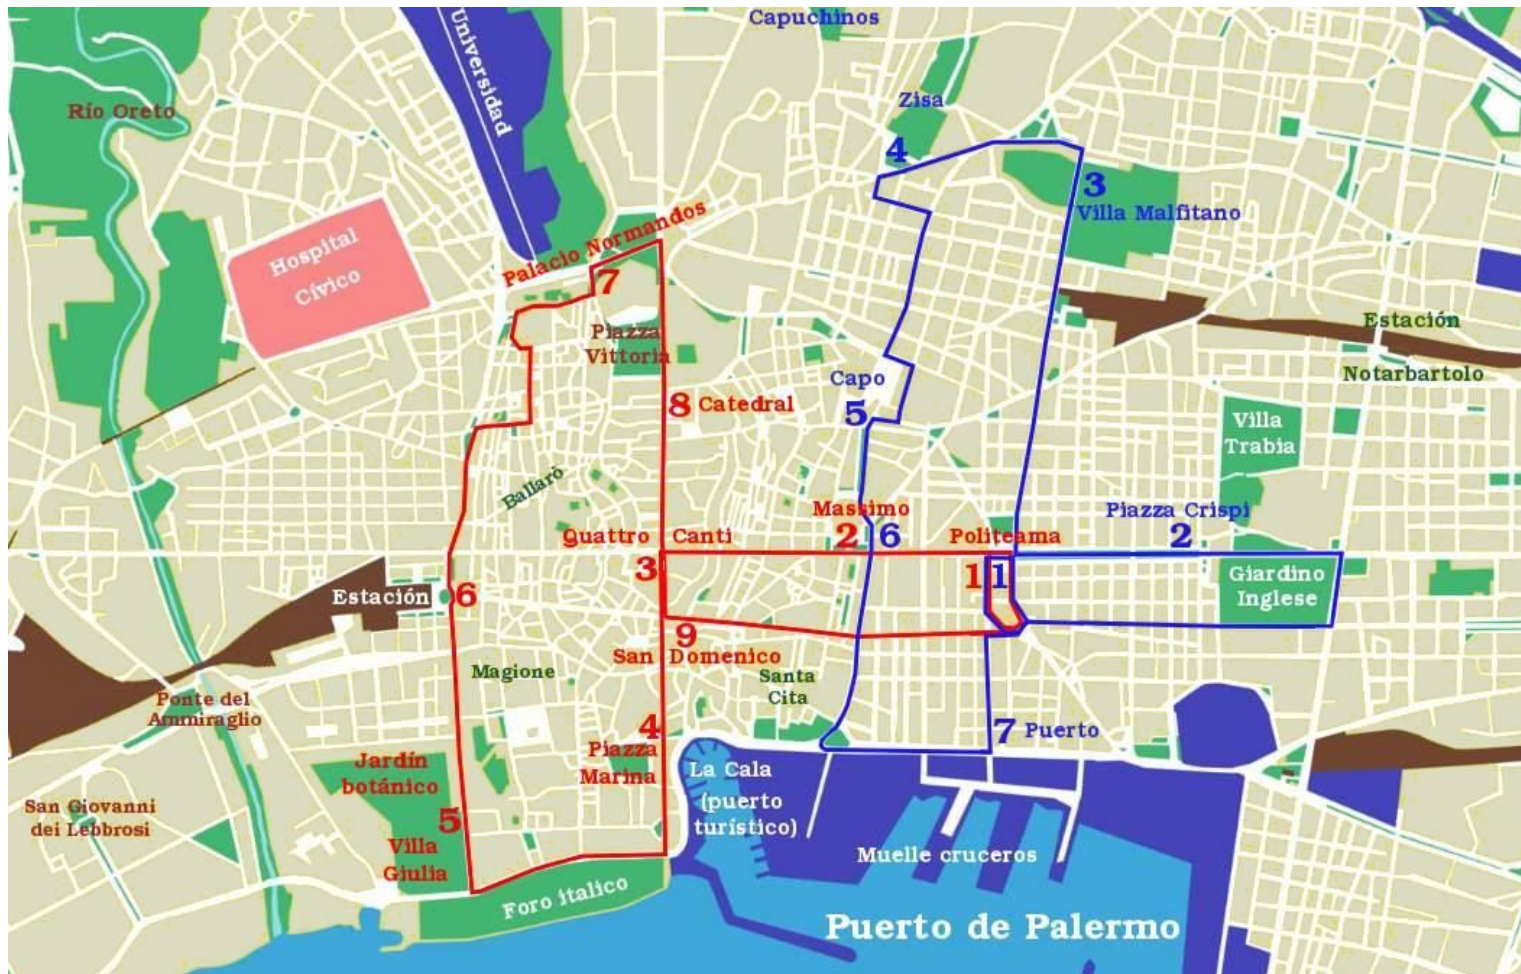 Capuchinos
Universidad
Río Oreto
Zisa
4
3
Villa Malfitano
Hospital
Cívico
Palacio Normandos
7
Piazza
Vittoria
Estación
Notarbartolo
Capo
5
8 Catedral
Villa
Trabia
Ballarò
Massimo
2 6
Piazza Crispi
2
Quattro Canti
3
Politeama
1 1
Giardino
Inglese
Estación
6
9
San Domenico
Magione
Santa
Cita
Ponte del
Ammiraglio
4
Piazza
Marina
7 Puerto
Jardín
botánico
5
Villa
Giulia
La Cala
(puerto
turístico)
San Giovanni
dei Lebbrosi
Muelle cruceros
Foro italico
Puerto de Palermo